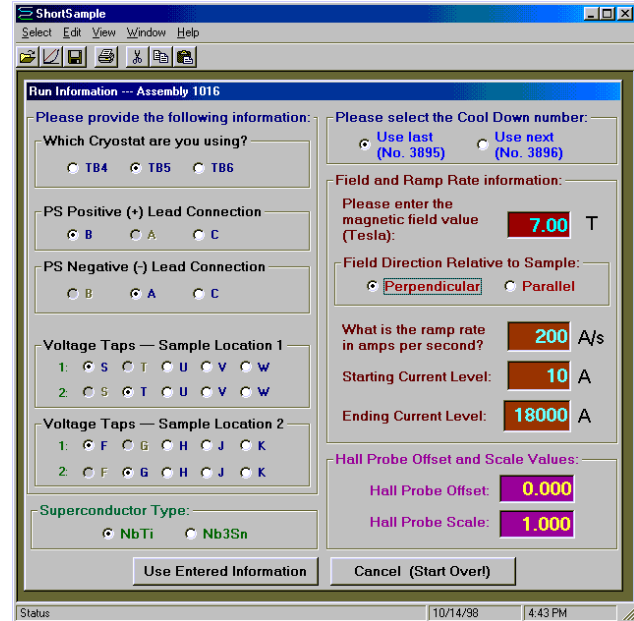 ShortSample
Select Edit View Window Help
Run Information --- Assembly 1016
Please provide the following information:
Which Cryostat are you using?
TB4 TB5 TB6
PS Positive (+) Lead Connection
B A C
PS Negative (-) Lead Connection
B A C
Voltage Taps — Sample Location 1
1: S T U V W
2: S T U V W
Voltage Taps — Sample Location 2
1: F G H J K
2: F G H J K
Superconductor Type:
NbTi Nb3Sn
Please select the Cool Down number:
Use last
(No. 3895)
Use next
(No. 3896)
Field and Ramp Rate information:
Please enter the
magnetic field value
(Tesla):
7.00 T
Field Direction Relative to Sample:
Perpendicular Parallel
What is the ramp rate
in amps per second?
200 A/s
Starting Current Level: 10 A
Ending Current Level: 18000 A
Hall Probe Offset and Scale Values:
Hall Probe Offset: 0.000
Hall Probe Scale: 1.000
Use Entered Information Cancel (Start Over!)
Status 10/14/98 4:43 PM